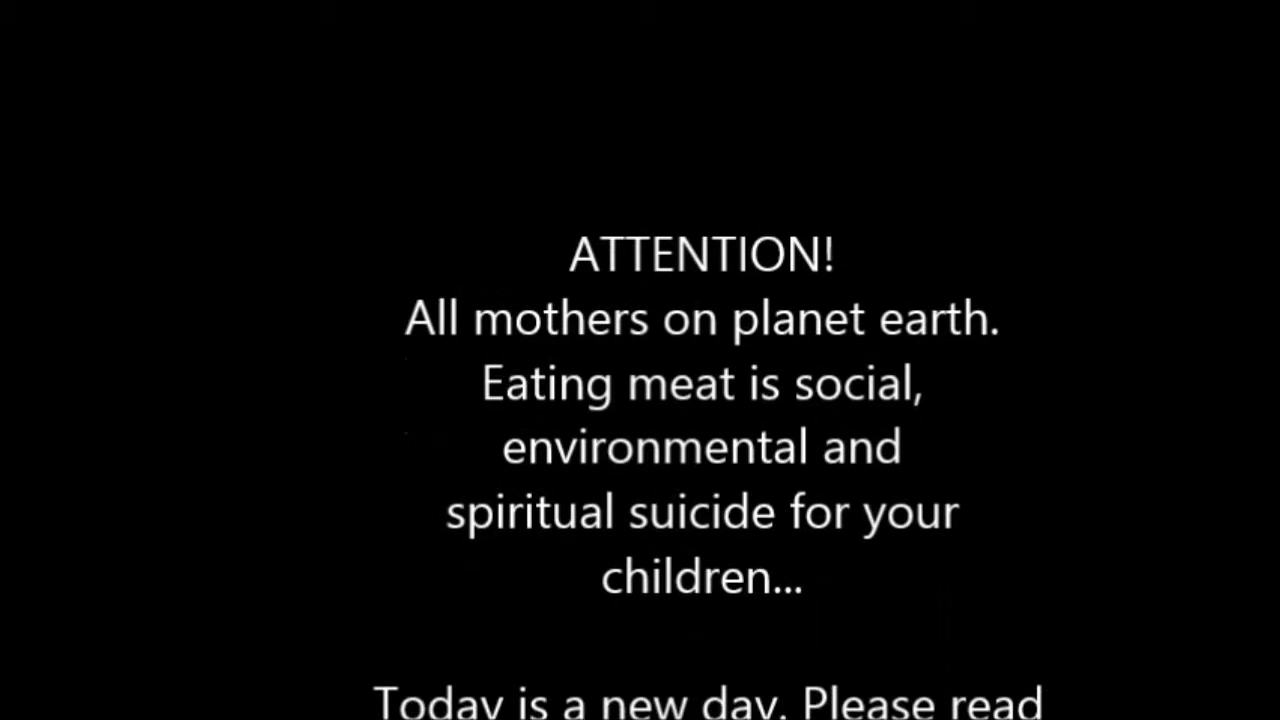 ATTENTION!
All mothers on planet earth.
Eating meat is social,
environmental and
spiritual suicide for your
children...
Today is a new day. Please read